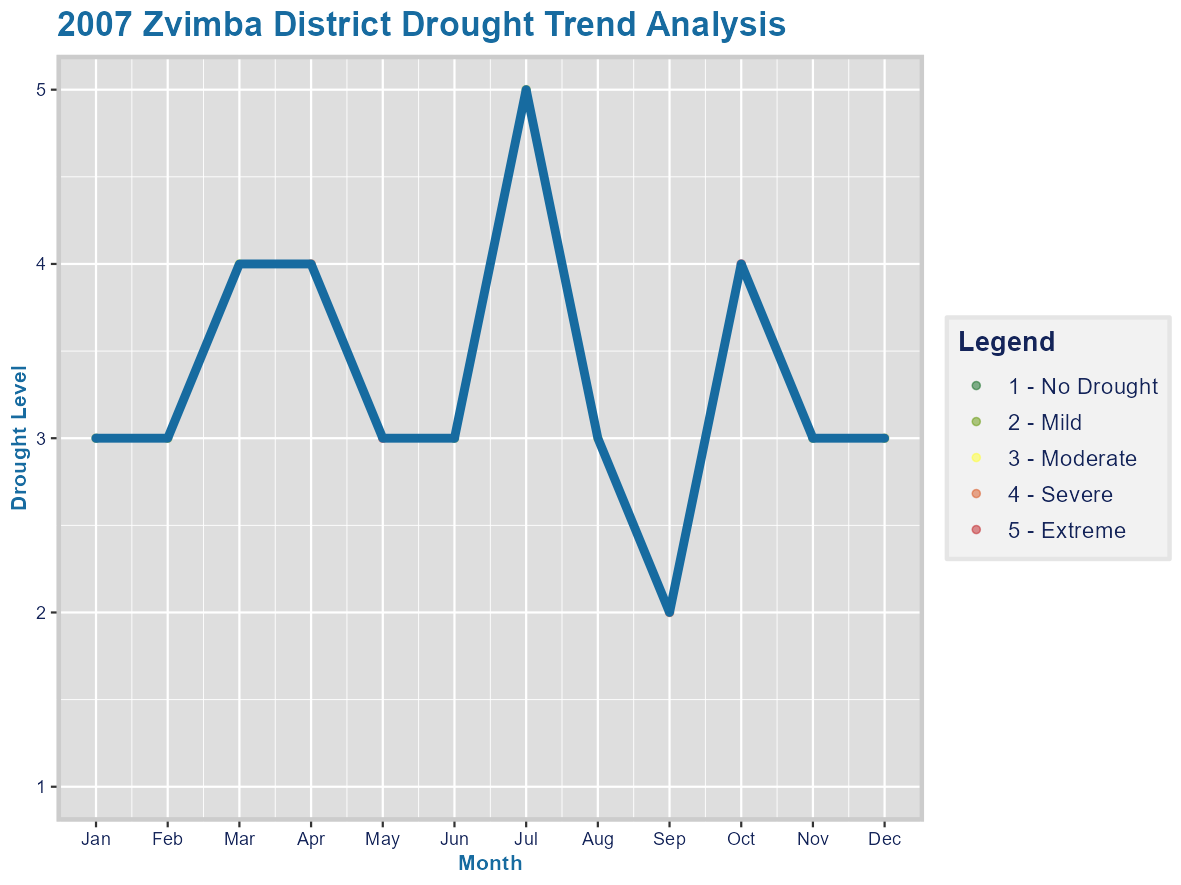 2007 Zvimba District Drought Trend Analysis
Drought Level
5
4
3
2
1
Jan Feb Mar Apr May Jun Jul Aug Sep Oct Nov Dec
Month
Legend
1 - No Drought
2 - Mild
3 - Moderate
4 - Severe
5 - Extreme